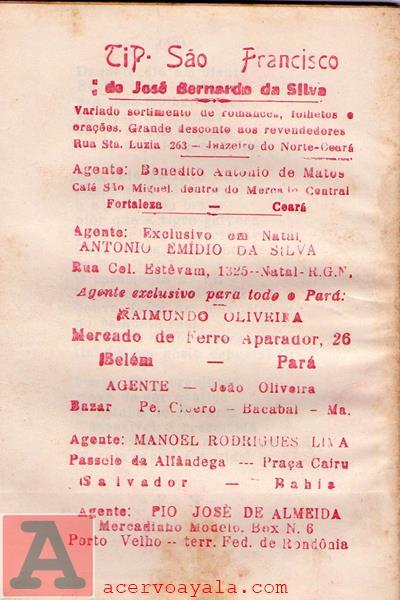 TIP. São Francisco
de José Bernardo da Silva
Variado sortimento de romances, folhetos e
orações. Grande desconto aos revendedores
Rua Sta. Luzia 263 – Juazeiro do Norte-Ceará
Agente: Benedito Antonio de Matos
Café São Miguel, dentro do Mercado Central
Fortaleza — Ceará
Agente: Exclusivo em Natal,
ANTONIO EMÍDIO DA SILVA
Rua Cel. Estêvam, 1325--Natal-R.G.N.
Agente exclusivo para todo o Pará:
RAIMUNDO OLIVEIRA
Mercado de Ferro Aparador, 26
Belém — Pará
AGENTE — João Oliveira
Bazar Pe. Cícero – Bacabal – Ma.
Agente: MANOEL RODRIGUES LIMA
Passeio da Alfândega --- Praça Cairu
Salvador — Bahia
Agente: PIO JOSÉ DE ALMEIDA
Mercadinho Modelo, Box N. 6
Porto Velho -- terr. Fed. de Rondônia
A
acervoayala.com